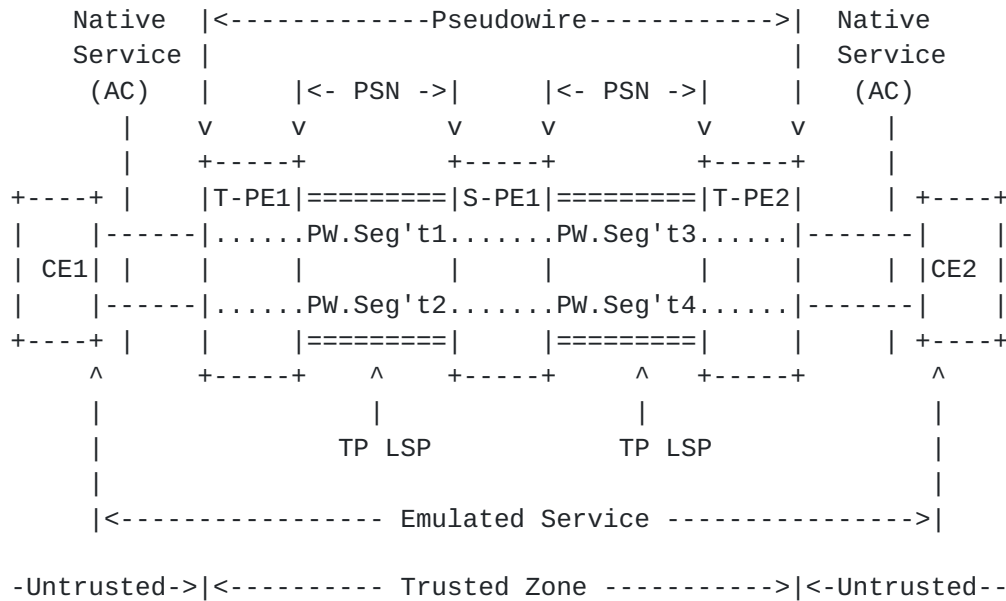 Native |<------------Pseudowire------------>| Native
Service | | Service
(AC) | |<- PSN ->| |<- PSN ->| | (AC)
| v v v v v v |
| +-----+ +-----+ +-----+ |
+----+ | |T-PE1|=========|S-PE1|=========|T-PE2| | +----+
| |------|......PW.Seg't1.......PW.Seg't3......|-------| |
| CE1| | | | | | | | | |CE2 |
| |------|......PW.Seg't2.......PW.Seg't4......|-------| |
+----+ | | |=========| |=========| | | +----+
^ +-----+ ^ +-----+ ^ +-----+ ^
| | | |
| TP LSP TP LSP |
| |
|<----------------- Emulated Service ---------------->|
-Untrusted->|<---------- Trusted Zone ----------->|<-Untrusted--